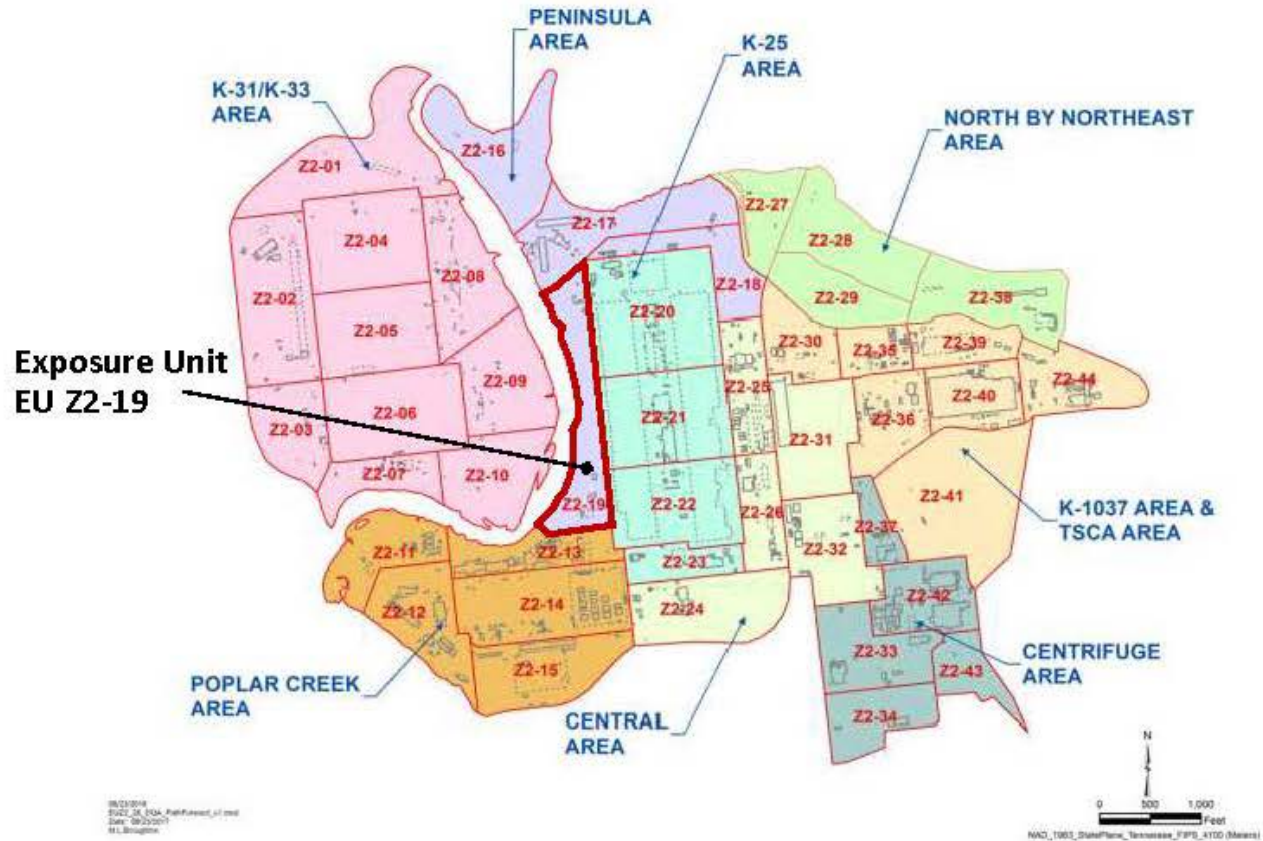 PENINSULA
AREA
K-25
AREA
K-31/K-33
AREA
NORTH BY NORTHEAST
AREA
Z2-16
Z2-01
Z2-27
Z2-17
Z2-28
Z2-04
Z2-08
Z2-18
Z2-29
Z2-38
Z2-02
Z2-20
Z2-05
Z2-30
Z2-35
Z2-39
Exposure Unit
EU Z2-19
Z2-09
Z2-25
Z2-44
Z2-40
Z2-03
Z2-06
Z2-21
Z2-36
Z2-31
Z2-07
Z2-10
Z2-19
Z2-22
Z2-26
Z2-41
K-1037 AREA &
TSCA AREA
Z2-37
Z2-32
Z2-11
Z2-13
Z2-23
Z2-12
Z2-14
Z2-24
Z2-42
Z2-33
Z2-43
CENTRIFUGE
AREA
Z2-15
POPLAR CREEK
AREA
CENTRAL
AREA
Z2-34
N
0 500 1,000
Feet
NAD_1983_StatePlane_Tennessee_FIPS_4100 (Meters)